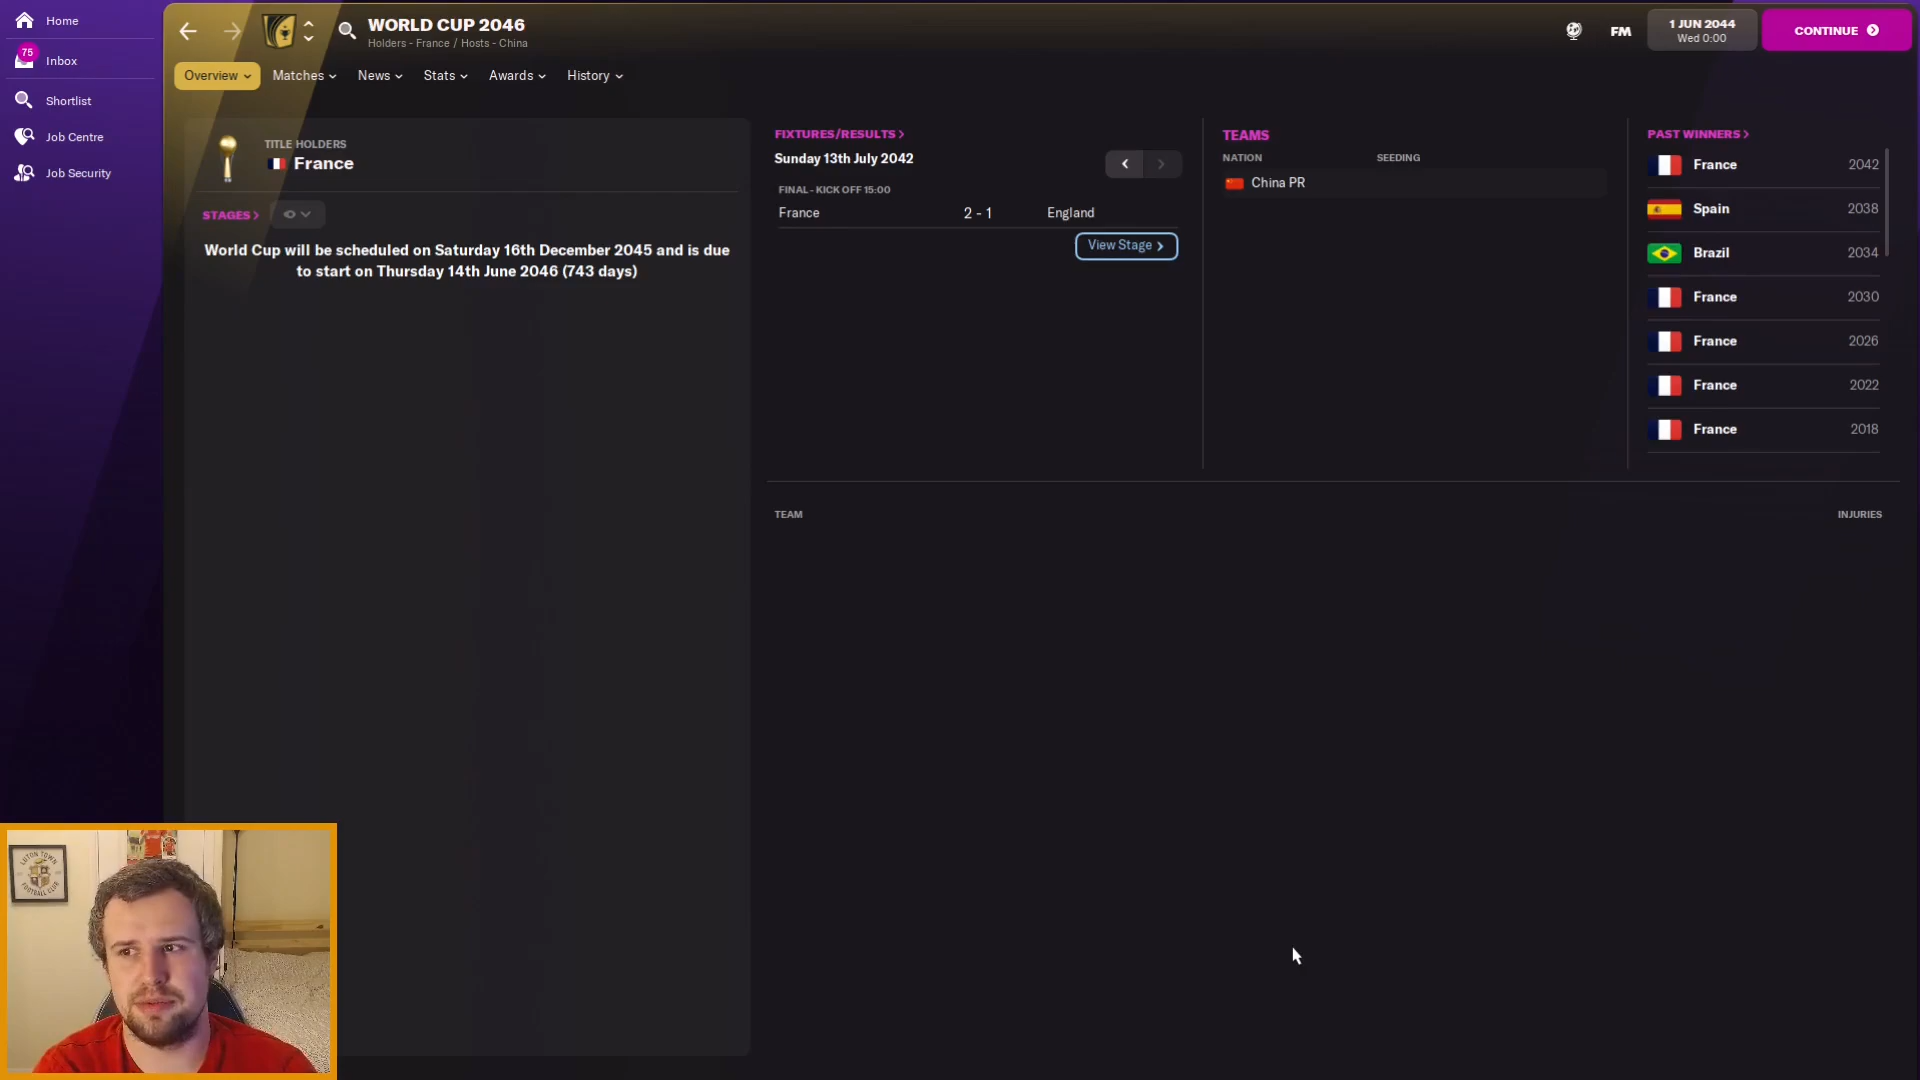 Home
75
Inbox
Shortlist
Job Centre
Job Security
WORLD CUP 2046
Holders - France / Hosts - China
FM
1 JUN 2044
Wed 0:00
CONTINUE
Overview
Matches
News
Stats
Awards
History
TITLE HOLDERS
France
STAGES
World Cup will be scheduled on Saturday 16th December 2045 and is due
to start on Thursday 14th June 2046 (743 days)
FIXTURES/RESULTS
Sunday 13th July 2042
FINAL - KICK OFF 15:00
France 2 - 1 England
View Stage
TEAMS
NATION SEEDING
China PR
PAST WINNERS
France 2042
Spain 2038
Brazil 2034
France 2030
France 2026
France 2022
France 2018
TEAM INJURIES
LUTON TOWN
FOOTBALL CLUB